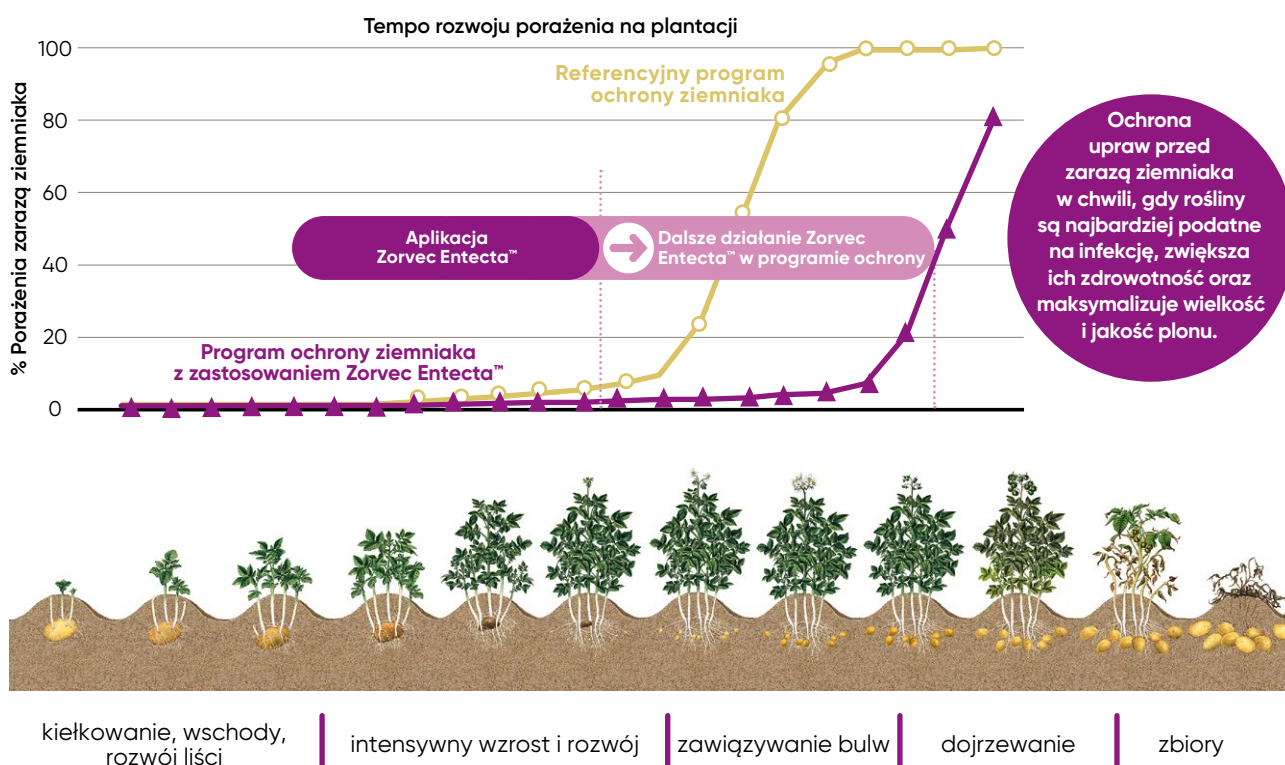 Tempo rozwoju porażenia na plantacji
% Porażenia zarazą ziemniaka
100
80
60
40
20
0
Referencyjny program
ochrony ziemniaka
Aplikacja
Zorvec Entecta™
Dalsze działanie Zorvec
Entecta™ w programie ochrony
Program ochrony ziemniaka
z zastosowaniem Zorvec Entecta™
Ochrona
upraw przed
zarazą ziemniaka
w chwili, gdy rośliny
są najbardziej podatne
na infekcję, zwiększa
ich zdrowotność oraz
maksymalizuje wielkość
i jakość plonu.
kiełkowanie, wschody,
rozwój liści
intensywny wzrost i rozwój
zawiązywanie bulw
dojrzewanie
zbiory